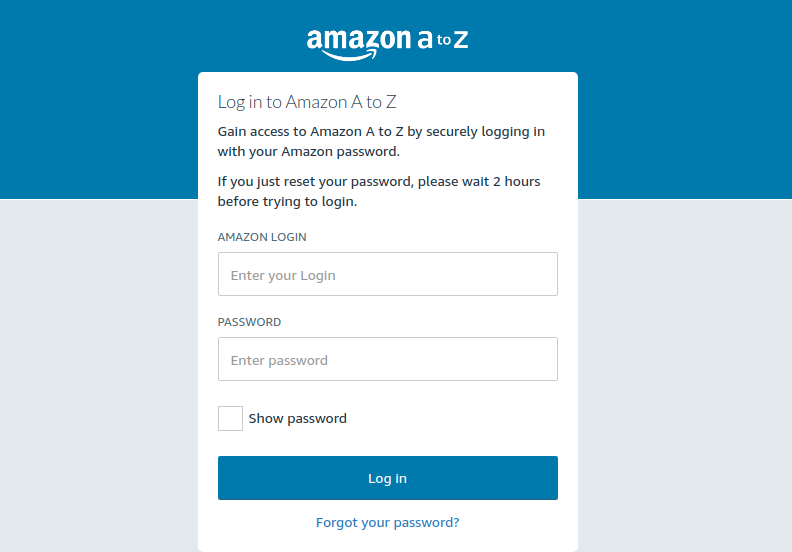 amazon a to z
Log in to Amazon A to Z
Gain access to Amazon A to Z by securely logging in
with your Amazon password.
If you just reset your password, please wait 2 hours
before trying to login.
AMAZON LOGIN
Enter your Login
PASSWORD
Enter password
Show password
Log in
Forgot your password?